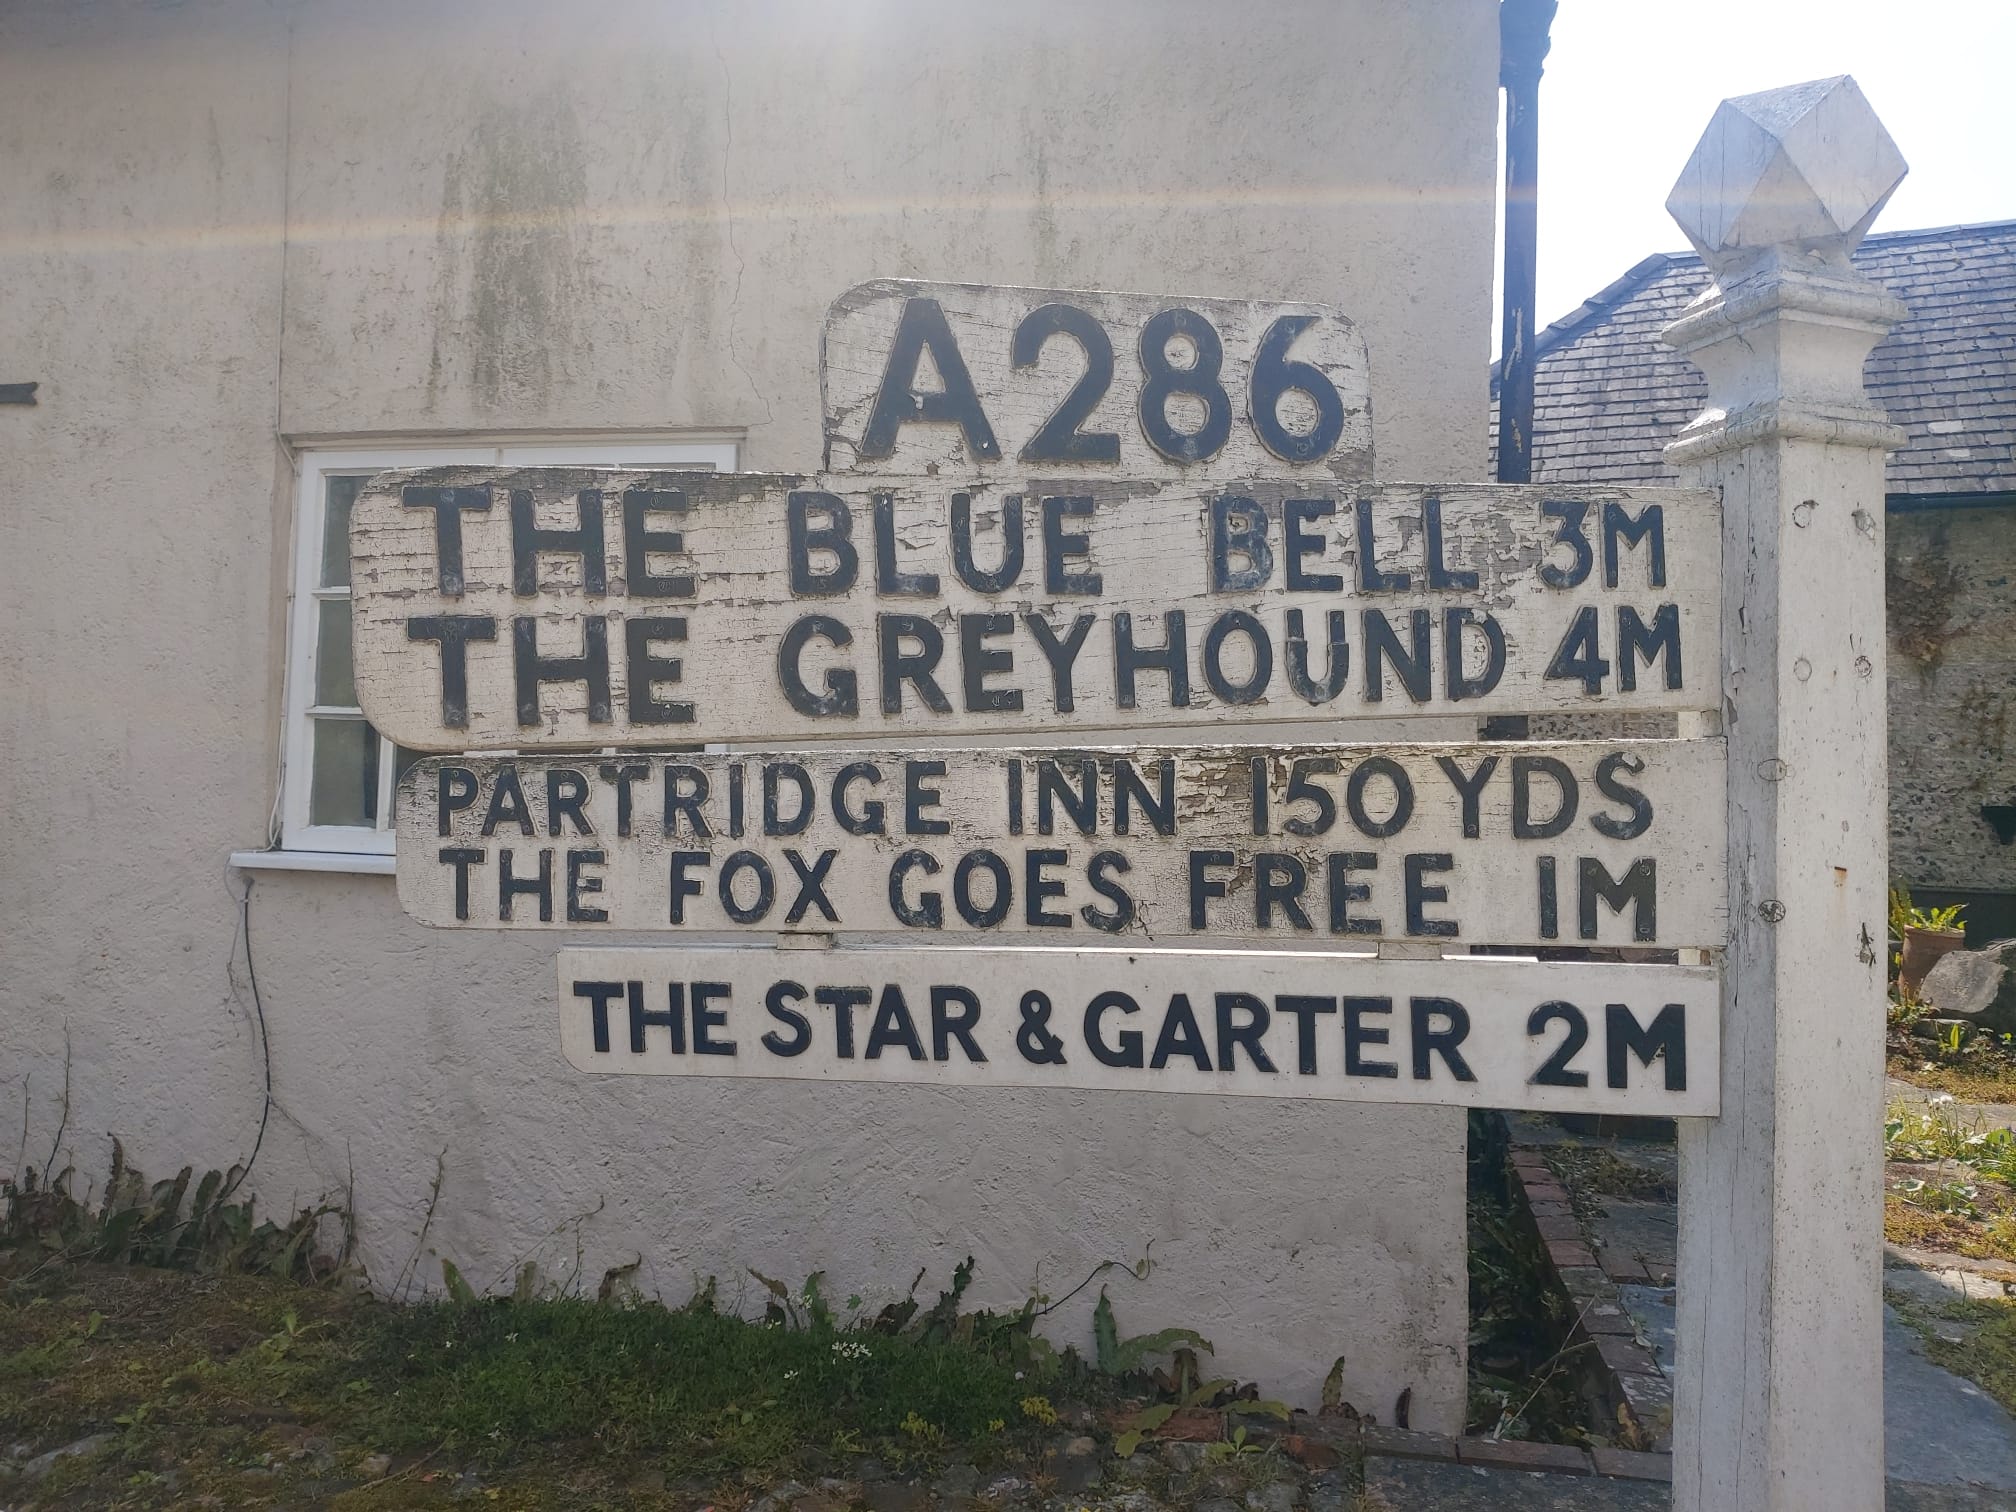 A286
THE BLUE BELL 3M
THE GREYHOUND 4M
PARTRIDGE INN 150 YDS
THE FOX GOES FREE 1M
THE STAR & GARTER 2M